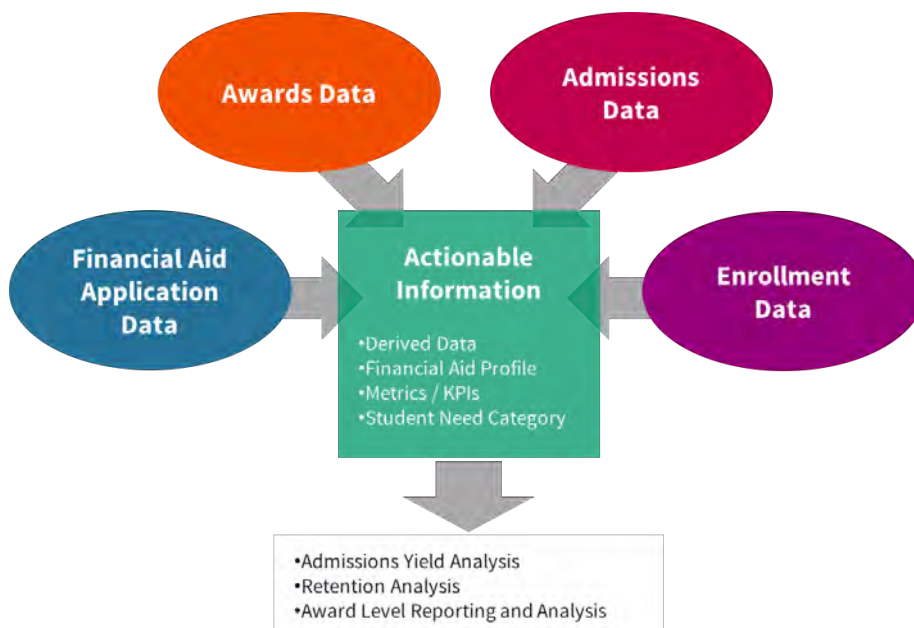 Awards Data
Admissions
Data
Financial Aid
Application
Data
Actionable
Information
•Derived Data
•Financial Aid Profile
•Metrics / KPIs
•Student Need Category
Enrollment
Data
•Admissions Yield Analysis
•Retention Analysis
•Award Level Reporting and Analysis